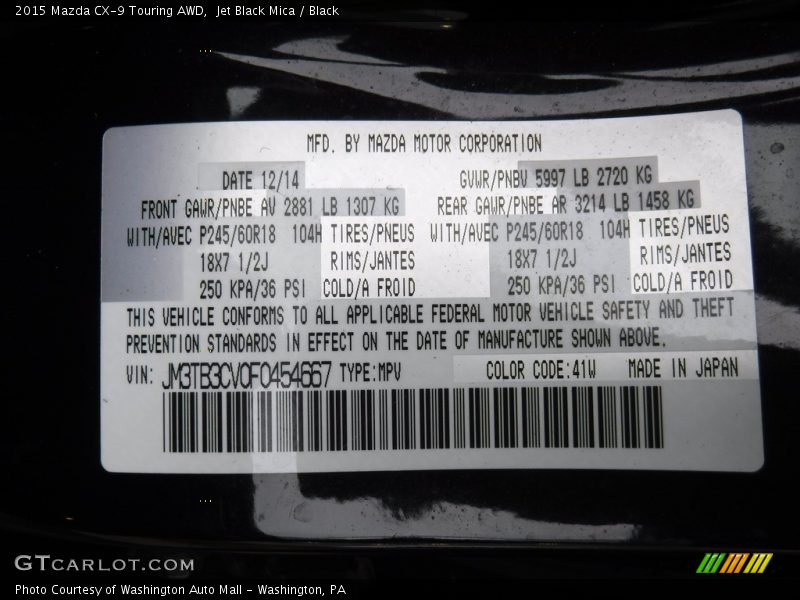 2015 Mazda CX-9 Touring AWD, Jet Black Mica / Black
MFD. BY MAZDA MOTOR CORPORATION
DATE 12/14 GVWR/PNBV 5997 LB 2720 KG
FRONT GAWR/PNBE AV 2881 LB 1307 KG REAR GAWR/PNBE AR 3214 LB 1458 KG
WITH/AVEC P245/60R18 104H TIRES/PNEUS WITH/AVEC P245/60R18 104H TIRES/PNEUS
18X7 1/2J RIMS/JANTES 18X7 1/2J RIMS/JANTES
250 KPA/36 PSI COLD/A FROID 250 KPA/36 PSI COLD/A FROID
THIS VEHICLE CONFORMS TO ALL APPLICABLE FEDERAL MOTOR VEHICLE SAFETY AND THEFT
PREVENTION STANDARDS IN EFFECT ON THE DATE OF MANUFACTURE SHOWN ABOVE.
VIN: JM3TB3CV0F0454667 TYPE:MPV COLOR CODE:41W MADE IN JAPAN
GTCARLOT.COM
Photo Courtesy of Washington Auto Mall - Washington, PA